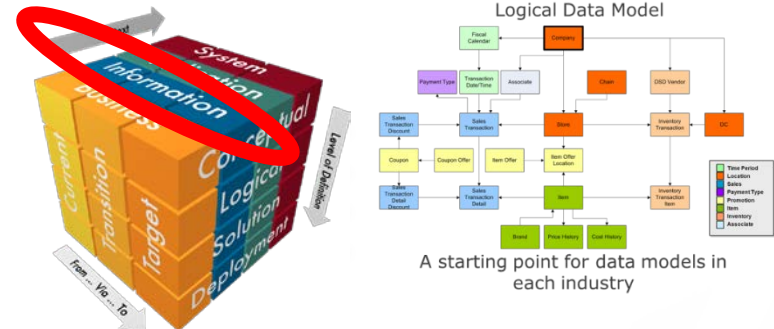 System
Information
Business
Conceptual
Logical
Solution
Deployment
Current
Transition
Target
Level of Definition
From ... Via ... To
Logical Data Model
Fiscal
Calendar
Company
Payment Type
Transaction
Date/Time
Associate
Chain
DSD Vendor
Sales
Transaction
Discount
Sales
Transaction
Store
Inventory
Transaction
DC
Coupon
Coupon Offer
Item Offer
Item Offer
Location
Sales
Transaction
Detail
Discount
Sales
Transaction
Detail
Item
Inventory
Transaction
Item
Brand
Price History
Cost History
Time Period
Location
Sales
Payment Type
Promotion
Item
Inventory
Associate
A starting point for data models in
each industry